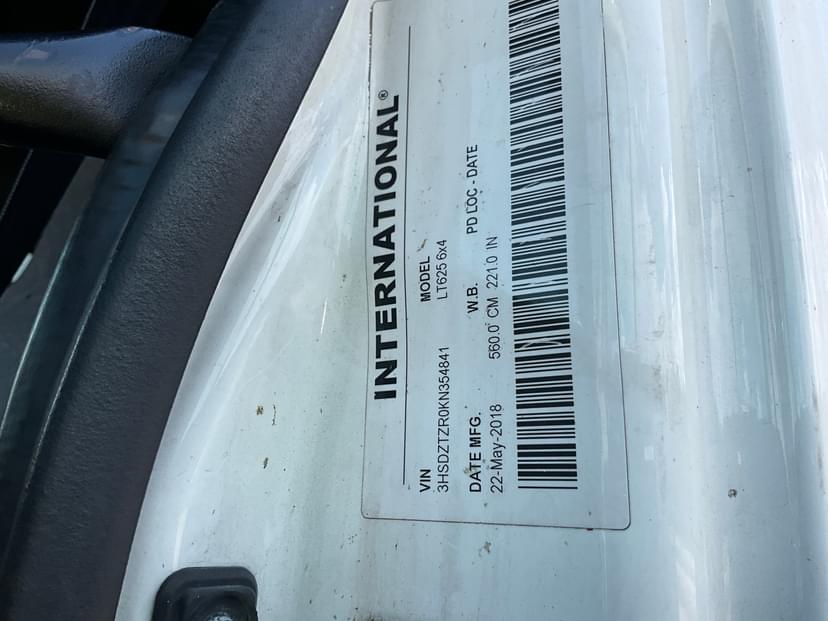 INTERNATIONAL®
VIN MODEL
3HSDZTZR0KN354841 LT625 6x4
DATE MFG. W.B. PD LOC - DATE
22-May-2018 560.0 CM 221.0 IN